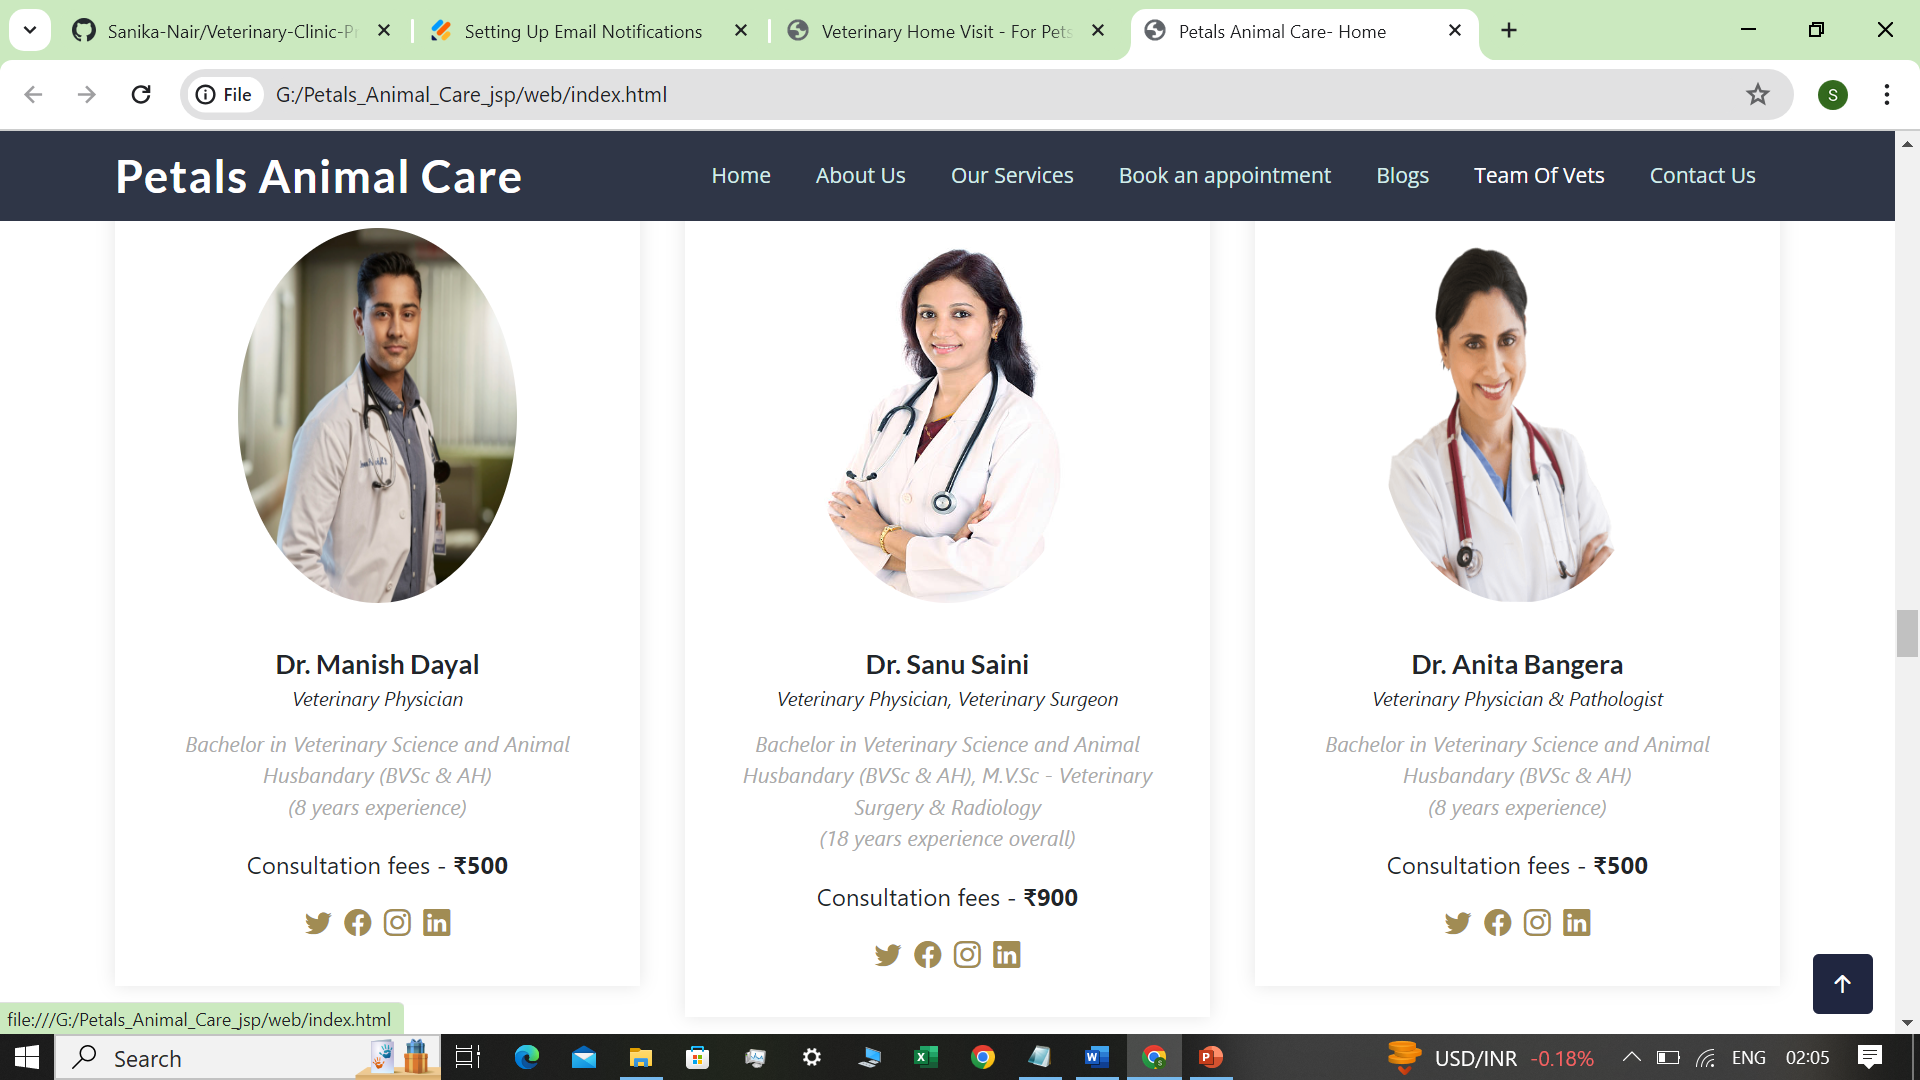 Sanika-Nair/Veterinary-Clinic-P
Setting Up Email Notifications
Veterinary Home Visit - For Pets
Petals Animal Care- Home
File
G:/Petals_Animal_Care_jsp/web/index.html
S
Petals Animal Care
Home
About Us
Our Services
Book an appointment
Blogs
Team Of Vets
Contact Us
Dr. Manish Dayal
Veterinary Physician
Bachelor in Veterinary Science and Animal
Husbandary (BVSc & AH)
(8 years experience)
Consultation fees - ₹500
Dr. Sanu Saini
Veterinary Physician, Veterinary Surgeon
Bachelor in Veterinary Science and Animal
Husbandary (BVSc & AH), M.V.Sc - Veterinary
Surgery & Radiology
(18 years experience overall)
Consultation fees - ₹900
Dr. Anita Bangera
Veterinary Physician & Pathologist
Bachelor in Veterinary Science and Animal
Husbandary (BVSc & AH)
(8 years experience)
Consultation fees - ₹500
file:///G:/Petals_Animal_Care_jsp/web/index.html
Search
USD/INR -0.18%
ENG
02:05